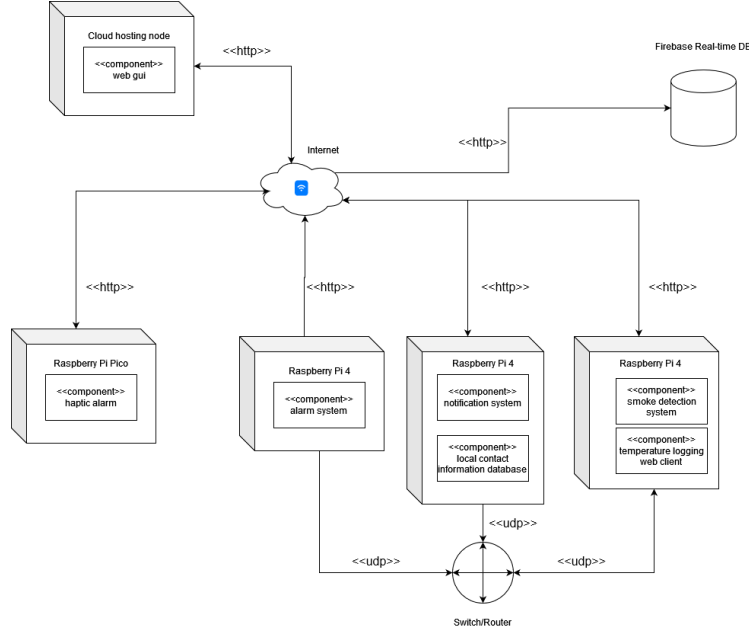 Cloud hosting node
<<component>>
web gui
<<http>>
Firebase Real-time DB
<<http>>
Internet
<<http>>
<<http>>
<<http>>
<<http>>
Raspberry Pi Pico
<<component>>
haptic alarm
Raspberry Pi 4
<<component>>
alarm system
Raspberry Pi 4
<<component>>
notification system
<<component>>
local contact
information database
Raspberry Pi 4
<<component>>
smoke detection
system
<<component>>
temperature logging
web client
<<udp>>
<<udp>>
<<udp>>
Switch/Router